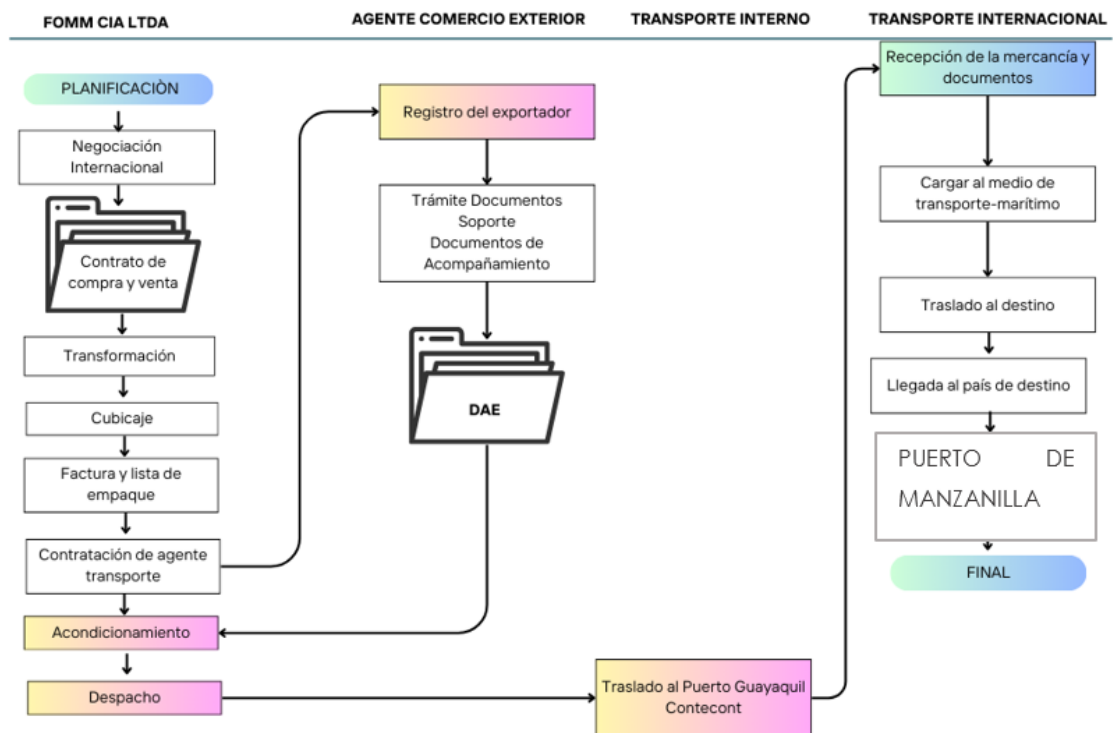 FOMM CIA LTDA
AGENTE COMERCIO EXTERIOR
TRANSPORTE INTERNO
TRANSPORTE INTERNACIONAL
PLANIFICACIÒN
Negociación
Internacional
Contrato de
compra y venta
Transformación
Cubicaje
Factura y lista de
empaque
Contratación de agente
transporte
Acondicionamiento
Despacho
Registro del exportador
Trámite Documentos
Soporte
Documentos de
Acompañamiento
DAE
Traslado al Puerto Guayaquil
Contecont
Recepción de la mercancía y
documentos
Cargar al medio de
transporte-marítimo
Traslado al destino
Llegada al país de destino
PUERTO DE
MANZANILLA
FINAL